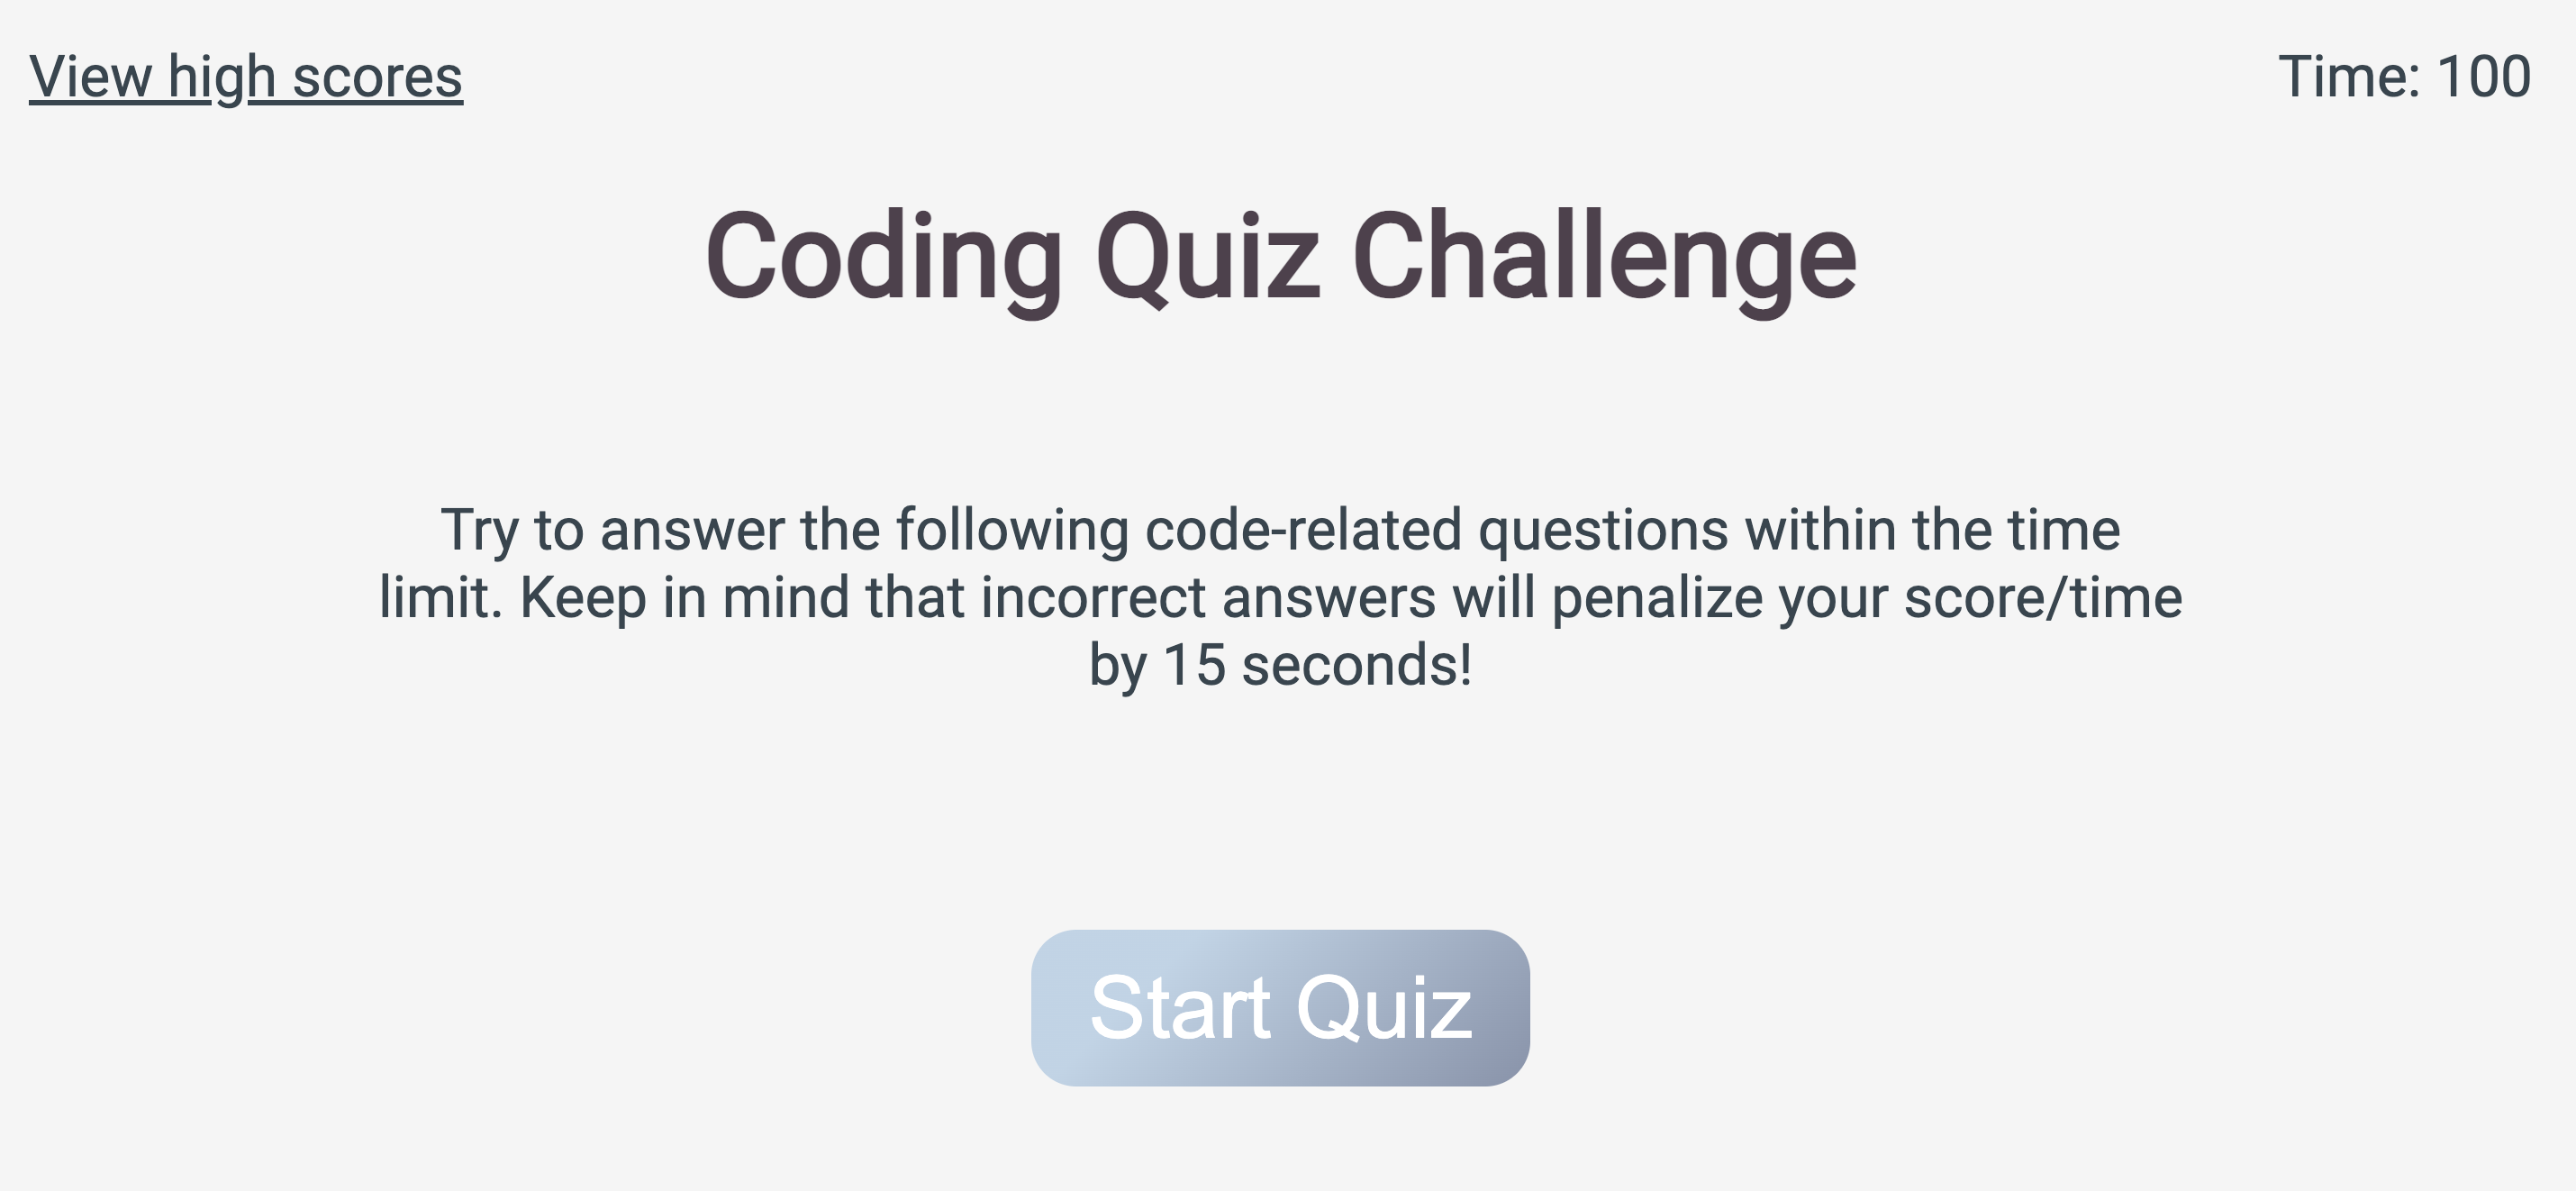 View high scores
Time: 100
Coding Quiz Challenge
Try to answer the following code-related questions within the time
limit. Keep in mind that incorrect answers will penalize your score/time
by 15 seconds!
Start Quiz